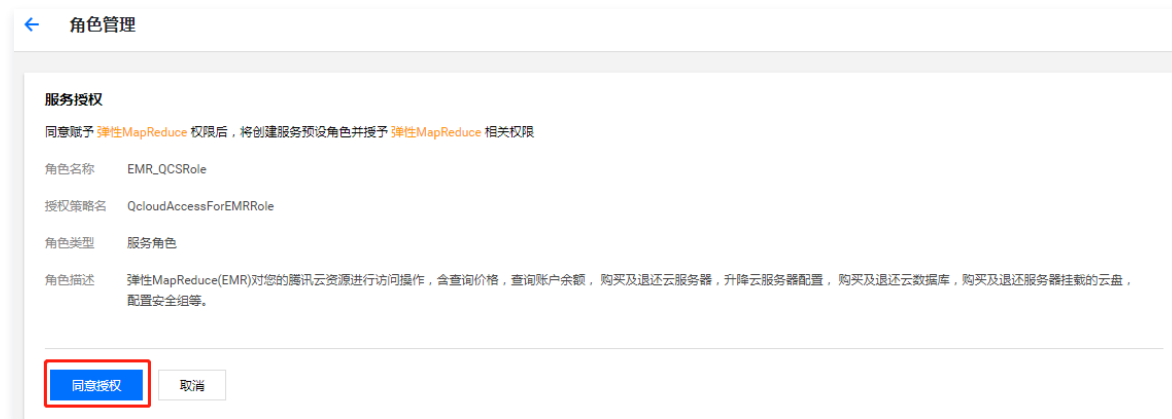 角色管理
服务授权
同意赋予 弹性MapReduce 权限后，将创建服务预设角色并授予 弹性MapReduce 相关权限
角色名称 EMR_QCSRole
授权策略名 QcloudAccessForEMRRole
角色类型 服务角色
角色描述 弹性MapReduce(EMR)对您的腾讯云资源进行访问操作，含查询价格，查询账户余额， 购买及退还云服务器，升降云服务器配置， 购买及退还云数据库，购买及退还服务器挂载的云盘，
配置安全组等。
同意授权 取消